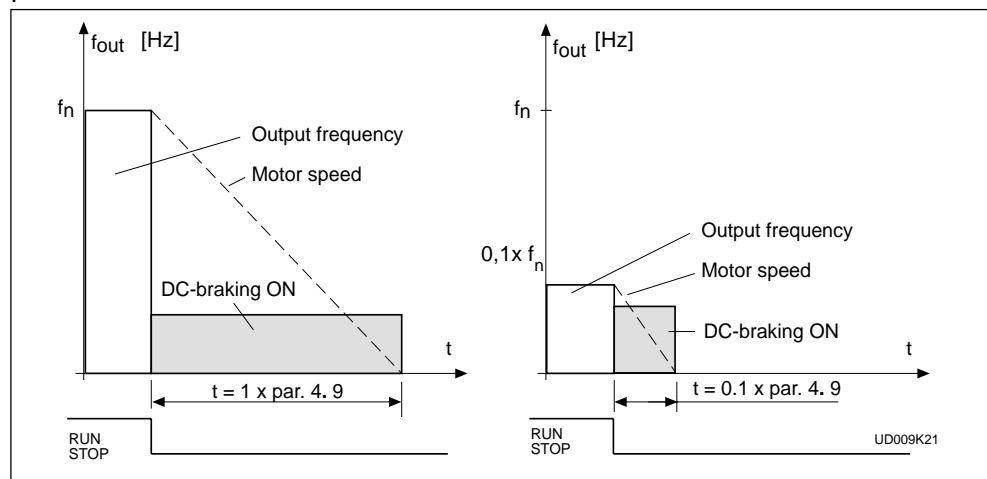 fout [Hz]
fn
Output frequency
Motor speed
DC-braking ON
t
t = 1 x par. 4. 9
RUN
STOP
fout [Hz]
fn
0,1x fn
Output frequency
Motor speed
DC-braking ON
t
t = 0.1 x par. 4. 9
RUN
STOP
UD009K21